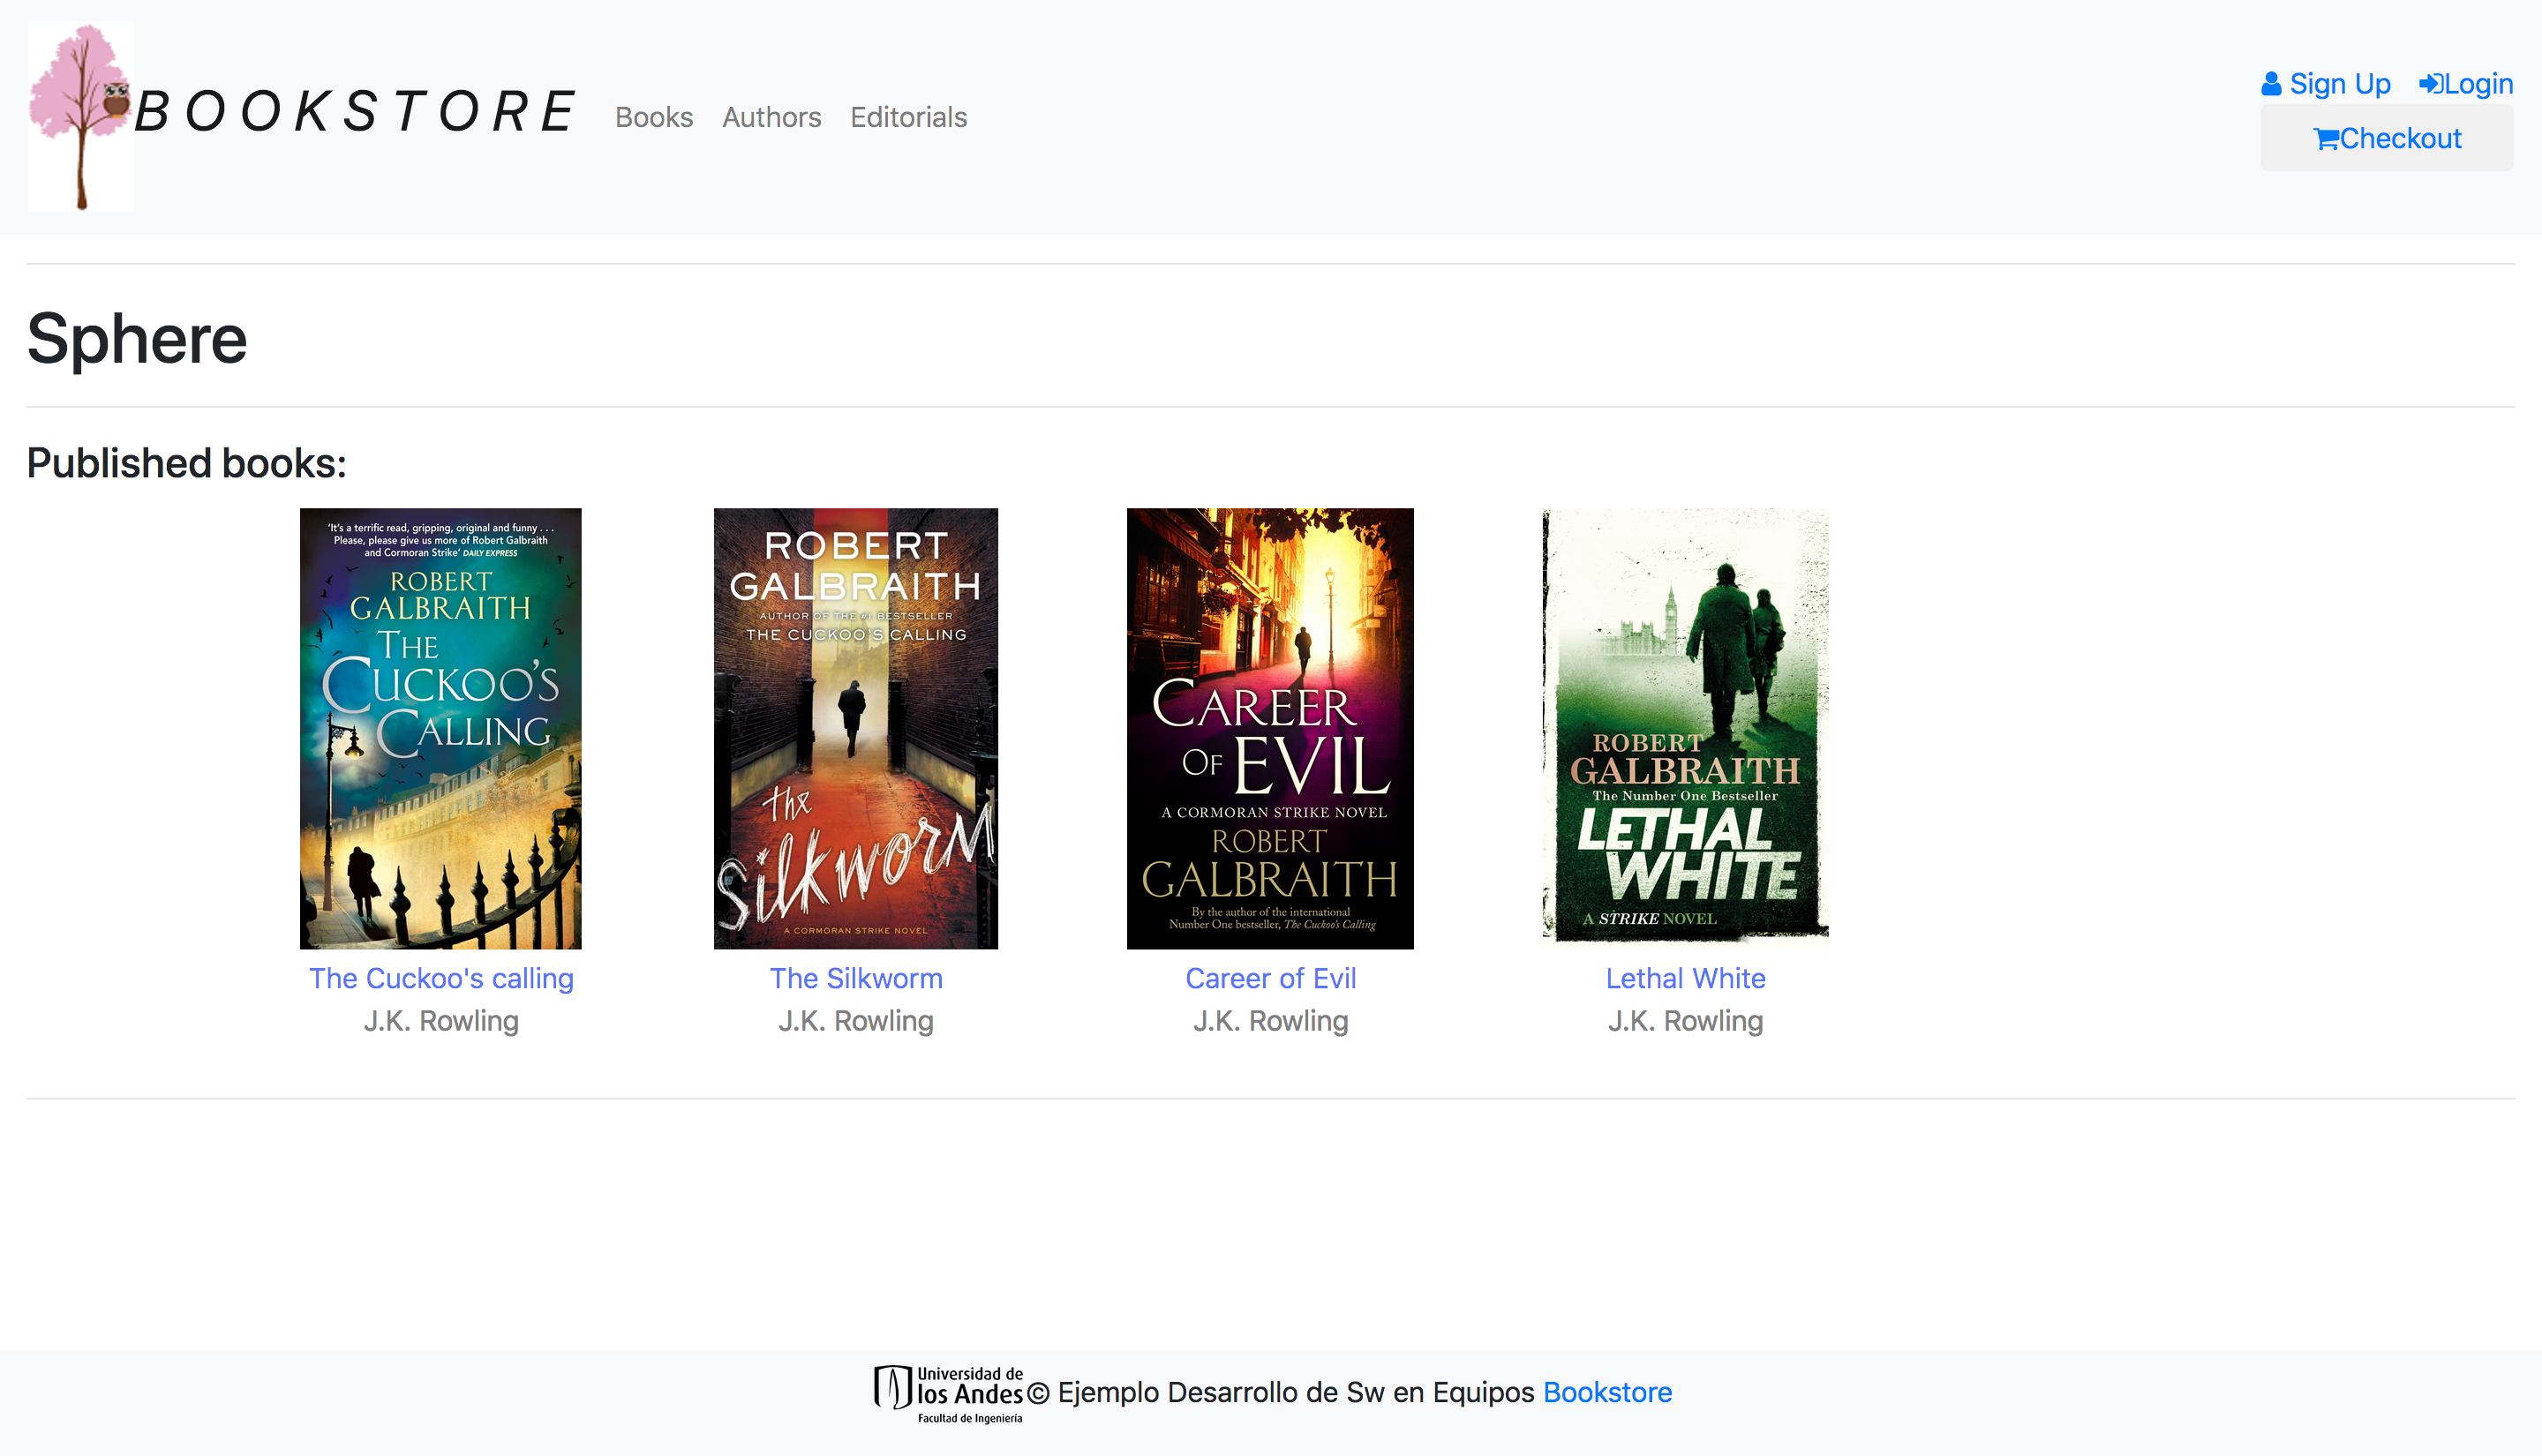 BOOKSTORE
Books Authors Editorials
Sign Up Login
Checkout
Sphere
Published books:
'It's a terrific read, gripping, original and funny . . .
Please, please give us more of Robert Galbraith
and Cormoran Strike' DAILY EXPRESS
ROBERT
GALBRAITH
THE
CUCKOO'S
CALLING
The Cuckoo's calling
J.K. Rowling
ROBERT
GALBRAITH
AUTHOR OF THE #1 BESTSELLER
THE CUCKOO'S CALLING
The
Silkworm
A CORMORAN STRIKE NOVEL
The Silkworm
J.K. Rowling
CAREER
OF EVIL
A CORMORAN STRIKE NOVEL
ROBERT
GALBRAITH
By the author of the international
Number One bestseller, The Cuckoo's Calling
Career of Evil
J.K. Rowling
ROBERT
GALBRAITH
The Number One Bestseller
LETHAL
WHITE
A STRIKE NOVEL
Lethal White
J.K. Rowling
Universidad de
los Andes
Facultad de Ingeniería
© Ejemplo Desarrollo de Sw en Equipos Bookstore